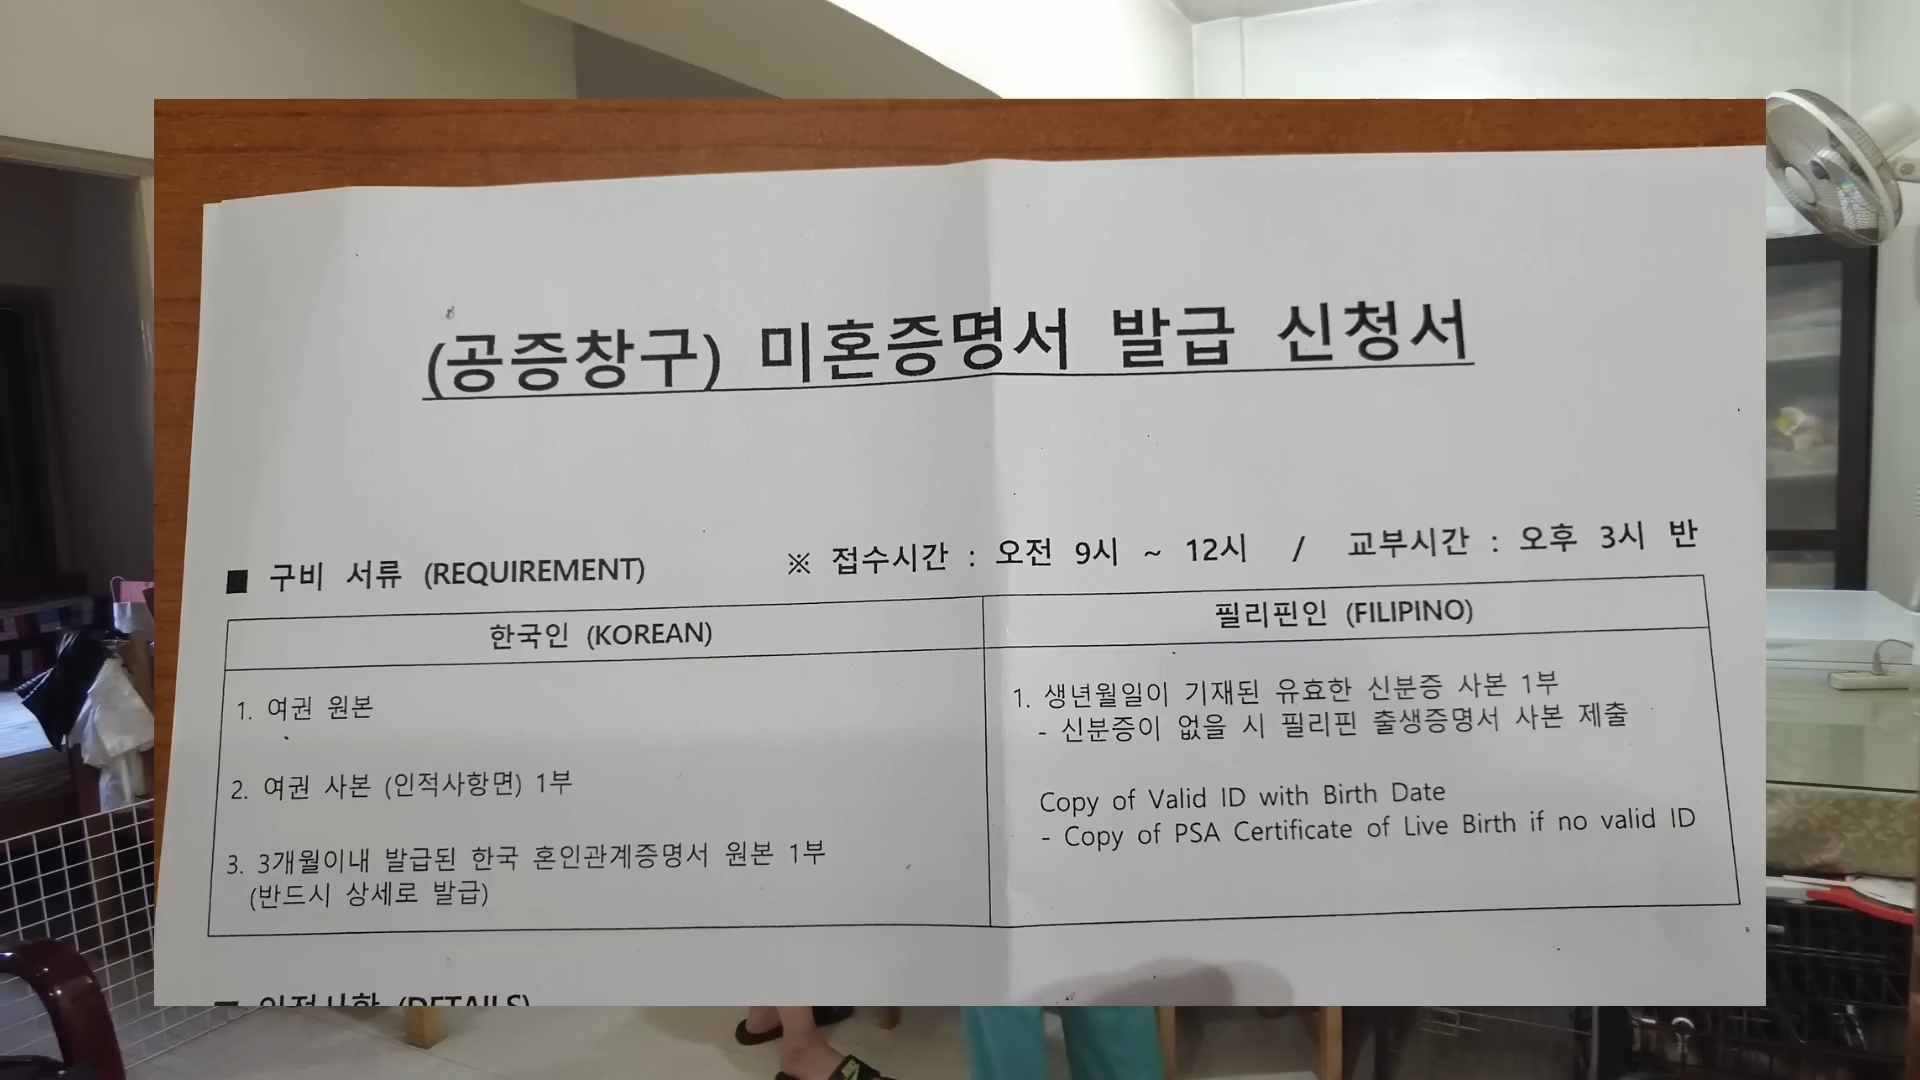 (공증창구) 미혼증명서 발급 신청서
■ 구비 서류 (REQUIREMENT) ※ 접수시간 : 오전 9시 ~ 12시 / 교부시간 : 오후 3시 반
한국인 (KOREAN)
1. 여권 원본
2. 여권 사본 (인적사항면) 1부
3. 3개월이내 발급된 한국 혼인관계증명서 원본 1부
(반드시 상세로 발급)
필리핀인 (FILIPINO)
1. 생년월일이 기재된 유효한 신분증 사본 1부
- 신분증이 없을 시 필리핀 출생증명서 사본 제출
Copy of Valid ID with Birth Date
- Copy of PSA Certificate of Live Birth if no valid ID
■ 인적사항 (DETAILS)